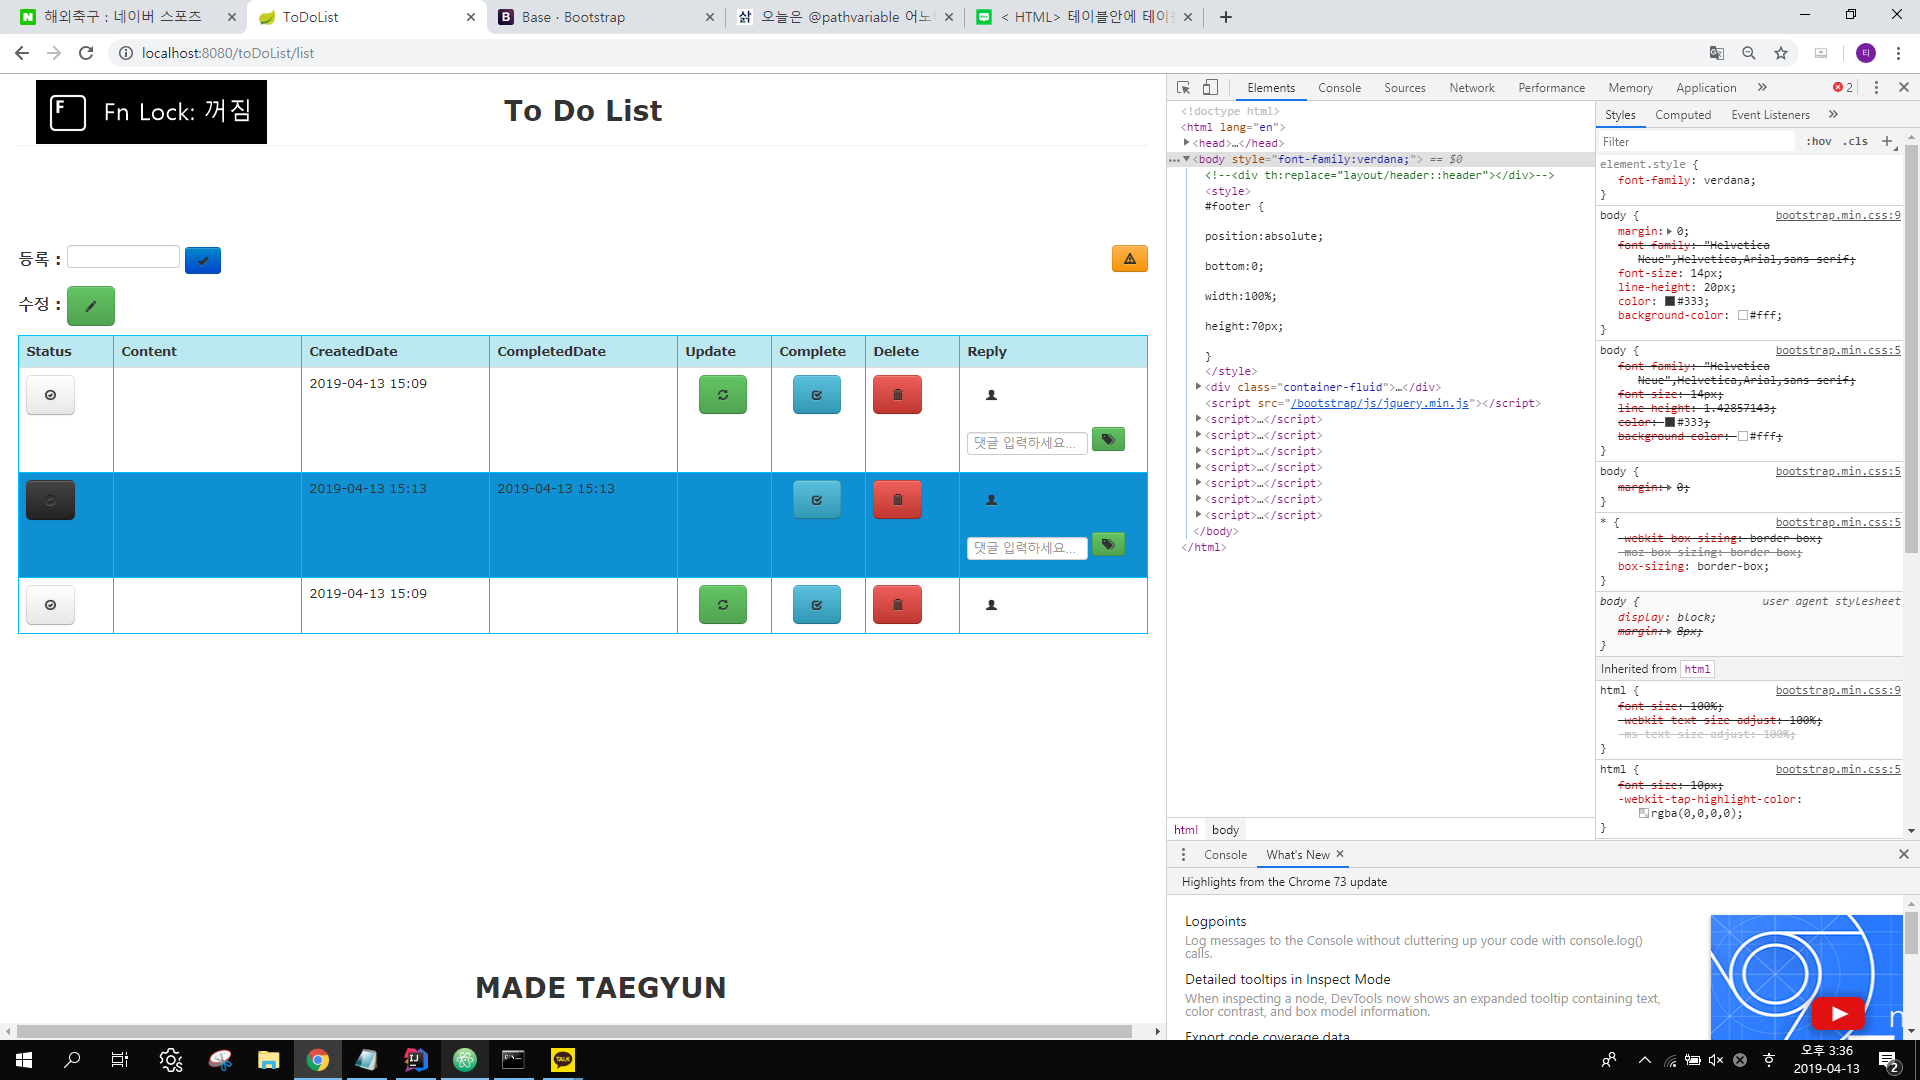 해외축구 : 네이버 스포츠
ToDoList
Base · Bootstrap
오늘은 @pathvariable 어노
< HTML> 테이블안에 테이
localhost:8080/toDoList/list
Fn Lock: 꺼짐
To Do List
등록 :
수정 :
Status Content CreatedDate CompletedDate Update Complete Delete Reply
2019-04-13 15:09
댓글 입력하세요...
2019-04-13 15:13 2019-04-13 15:13
댓글 입력하세요...
2019-04-13 15:09
MADE TAEGYUN
Elements Console Sources Network Performance Memory Application 2
<!doctype html>
<html lang="en">
<head>…</head>
<body style="font-family:verdana;"> == $0
<!--<div th:replace="layout/header::header"></div>-->
<style>
#footer {
position:absolute;
bottom:0;
width:100%;
height:70px;
}
</style>
<div class="container-fluid">…</div>
<script src="/bootstrap/js/jquery.min.js"></script>
<script>…</script>
<script>…</script>
<script>…</script>
<script>…</script>
<script>…</script>
<script>…</script>
<script>…</script>
</body>
</html>
html body
Styles Computed Event Listeners
Filter :hov .cls
element.style {
font-family: verdana;
}
body { bootstrap.min.css:9
margin: 0;
font-family: "Helvetica
Neue",Helvetica,Arial,sans-serif;
font-size: 14px;
line-height: 20px;
color: #333;
background-color: #fff;
}
body { bootstrap.min.css:5
font-family: "Helvetica
Neue",Helvetica,Arial,sans-serif;
font-size: 14px;
line-height: 1.42857143;
color: #333;
background-color: #fff;
}
body { bootstrap.min.css:5
margin: 0;
}
* { bootstrap.min.css:5
-webkit-box-sizing: border-box;
-moz-box-sizing: border-box;
box-sizing: border-box;
}
body { user agent stylesheet
display: block;
margin: 8px;
}
Inherited from html
html { bootstrap.min.css:9
font-size: 100%;
-webkit-text-size-adjust: 100%;
-ms-text-size-adjust: 100%;
}
html { bootstrap.min.css:5
font-size: 10px;
-webkit-tap-highlight-color:
rgba(0,0,0,0);
}
Console What's New
Highlights from the Chrome 73 update
Logpoints
Log messages to the Console without cluttering up your code with console.log()
calls.
Detailed tooltips in Inspect Mode
When inspecting a node, DevTools now shows an expanded tooltip containing text,
color contrast, and box model information.
Export code coverage data
오후 3:36
2019-04-13
2